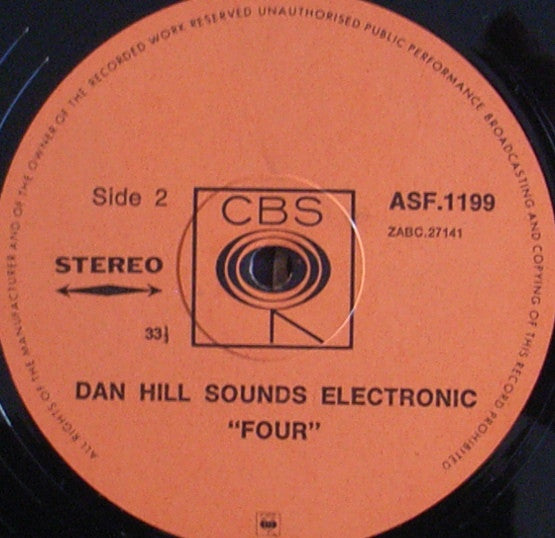 ALL RIGHTS OF THE MANUFACTURER AND OF THE OWNER OF THE RECORDED WORK RESERVED UNAUTHORISED PUBLIC PERFORMANCE BROADCASTING AND COPYING OF THIS RECORD PROHIBITED
Side 2
CBS
ASF.1199
ZABC.27141
STEREO
33⅓
DAN HILL SOUNDS ELECTRONIC
“FOUR”